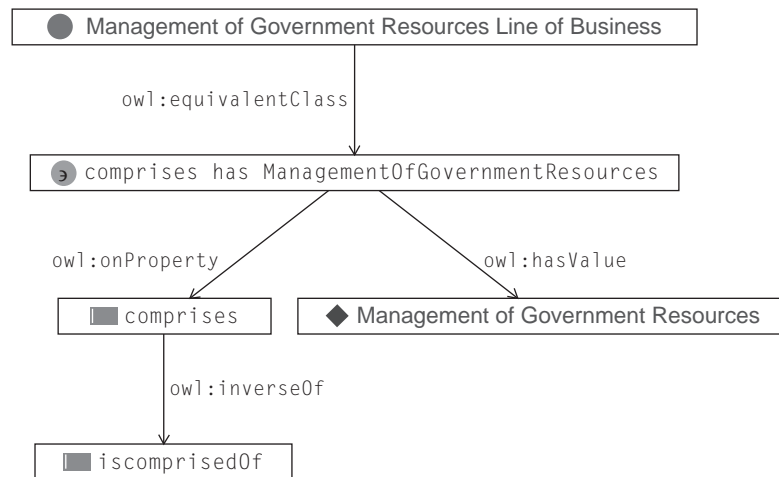 Management of Government Resources Line of Business
owl:equivalentClass
comprises has ManagementOfGovernmentResources
owl:onProperty
owl:hasValue
comprises
Management of Government Resources
owl:inverseOf
iscomprisedOf